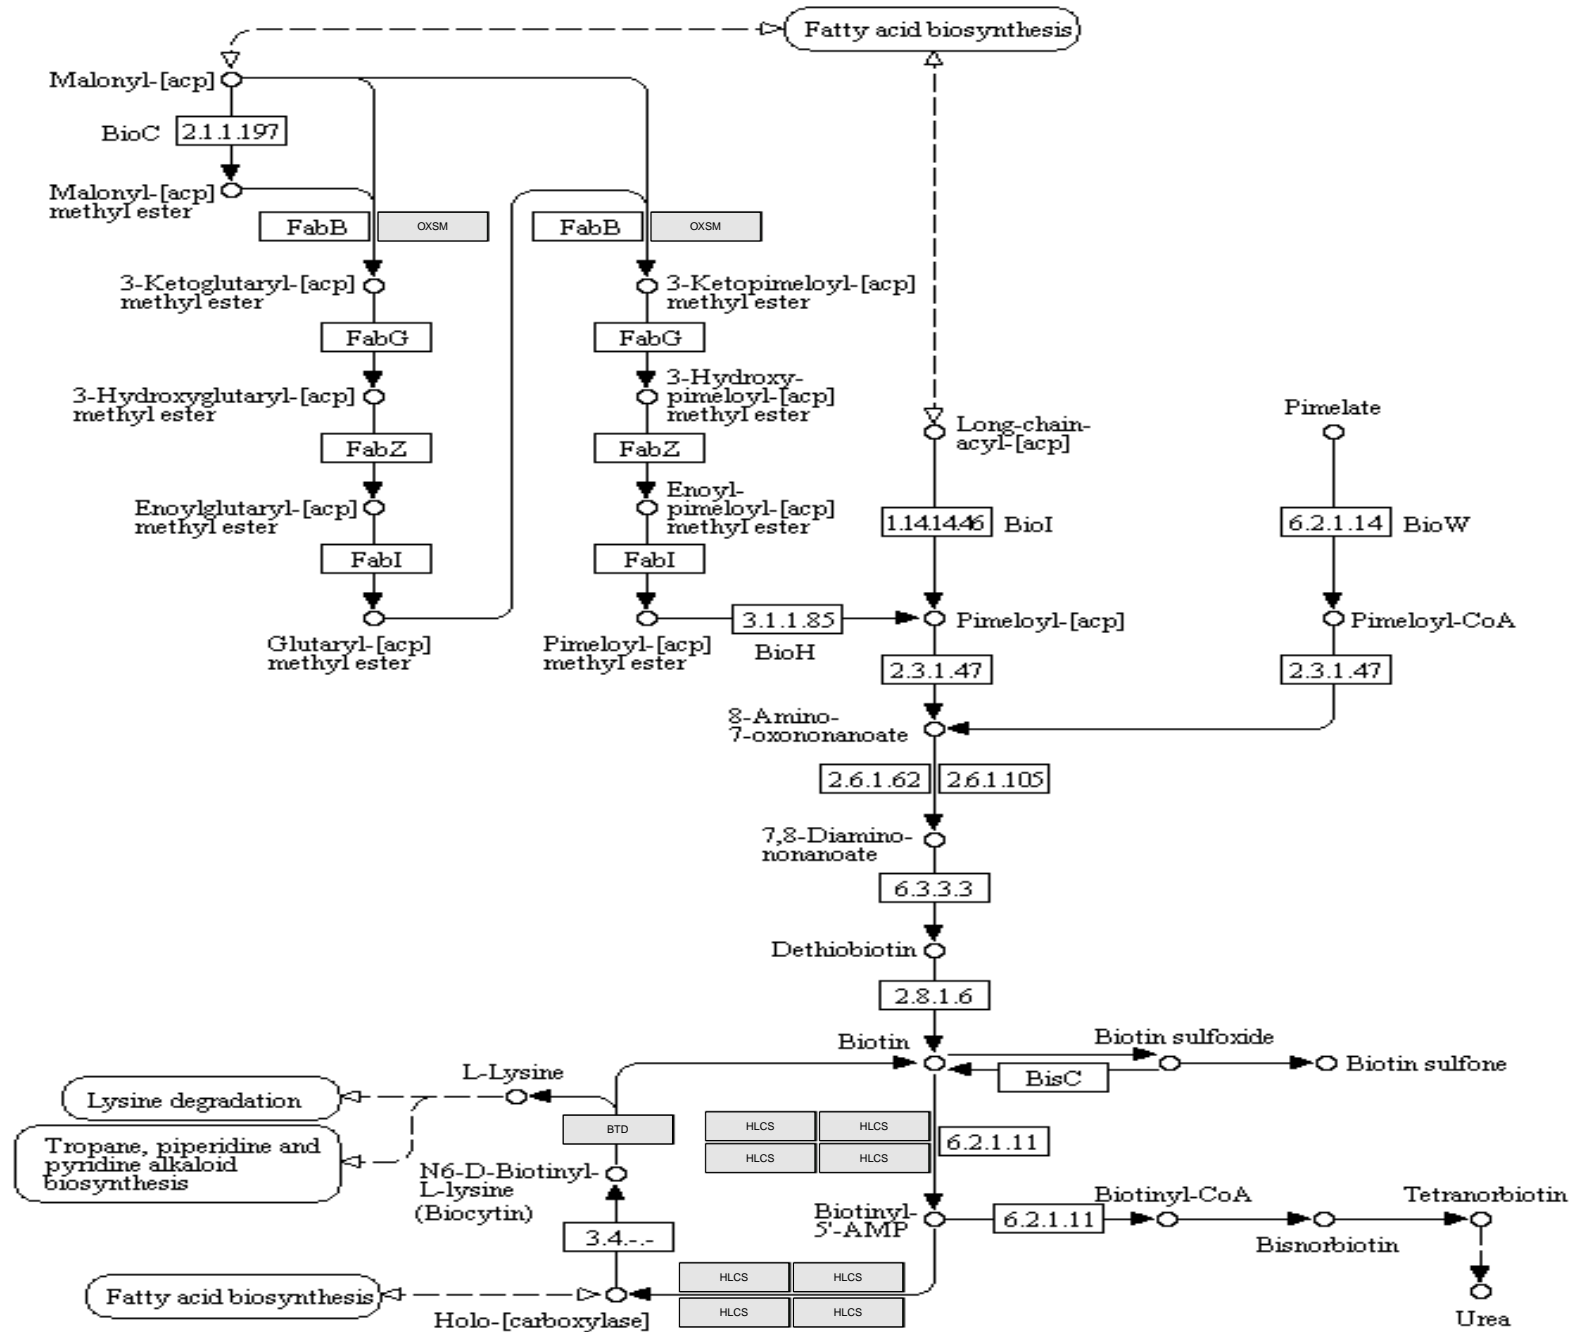 Fatty acid biosynthesis
Malonyl-[acp]
BioC
2.1.1.197
Malonyl-[acp]
methyl ester
FabB
OXSM
FabB
OXSM
3-Ketoglutaryl-[acp]
methyl ester
3-Ketopimeloyl-[acp]
methyl ester
FabG
FabG
3-Hydroxyglutaryl-[acp]
methyl ester
3-Hydroxy-
pimeloyl-[acp]
methyl ester
Long-chain-
acyl-[acp]
Pimelate
FabZ
FabZ
Enoylglutaryl-[acp]
methyl ester
Enoyl-
pimeloyl-[acp]
methyl ester
1.14.14.46
BioI
6.2.1.14
BioW
FabI
FabI
Glutaryl-[acp]
methyl ester
Pimeloyl-[acp]
methyl ester
3.1.1.85
BioH
Pimeloyl-[acp]
Pimeloyl-CoA
2.3.1.47
2.3.1.47
8-Amino-
7-oxononanoate
2.6.1.62
2.6.1.105
7,8-Diamino-
nonanoate
6.3.3.3
Dethiobiotin
2.8.1.6
Biotin
Biotin sulfoxide
Biotin sulfone
BisC
L-Lysine
Lysine degradation
Tropane, piperidine and
pyridine alkaloid
biosynthesis
BTD
HLCS
HLCS
HLCS
HLCS
6.2.1.11
N6-D-Biotinyl-
L-lysine
(Biocytin)
Biotinyl-
5'-AMP
6.2.1.11
Biotinyl-CoA
Bisnorbiotin
Tetranorbiotin
3.4.-.-
HLCS
HLCS
HLCS
HLCS
Fatty acid biosynthesis
Holo-[carboxylase]
Urea